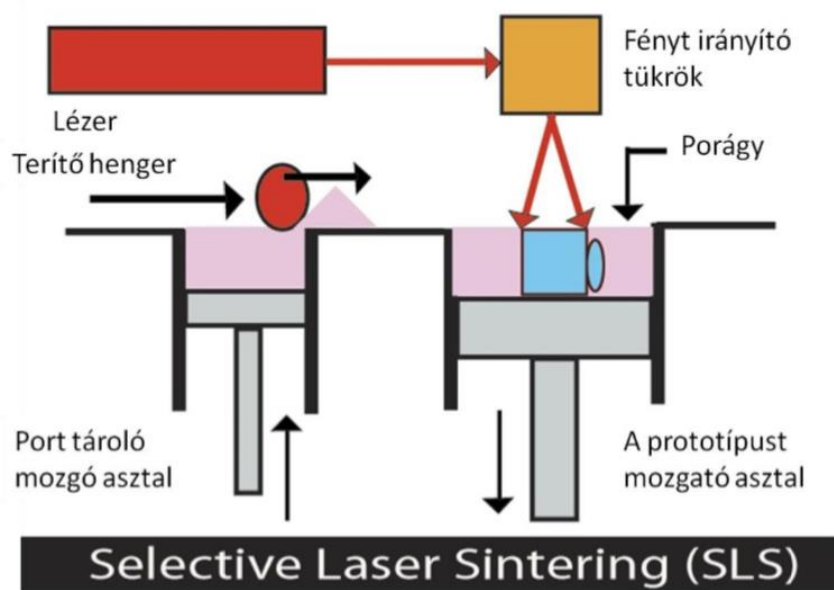 Fényt irányító
tükrök
Lézer
Terítő henger
Porágy
Port tároló
mozgó asztal
A prototípust
mozgató asztal
Selective Laser Sintering (SLS)